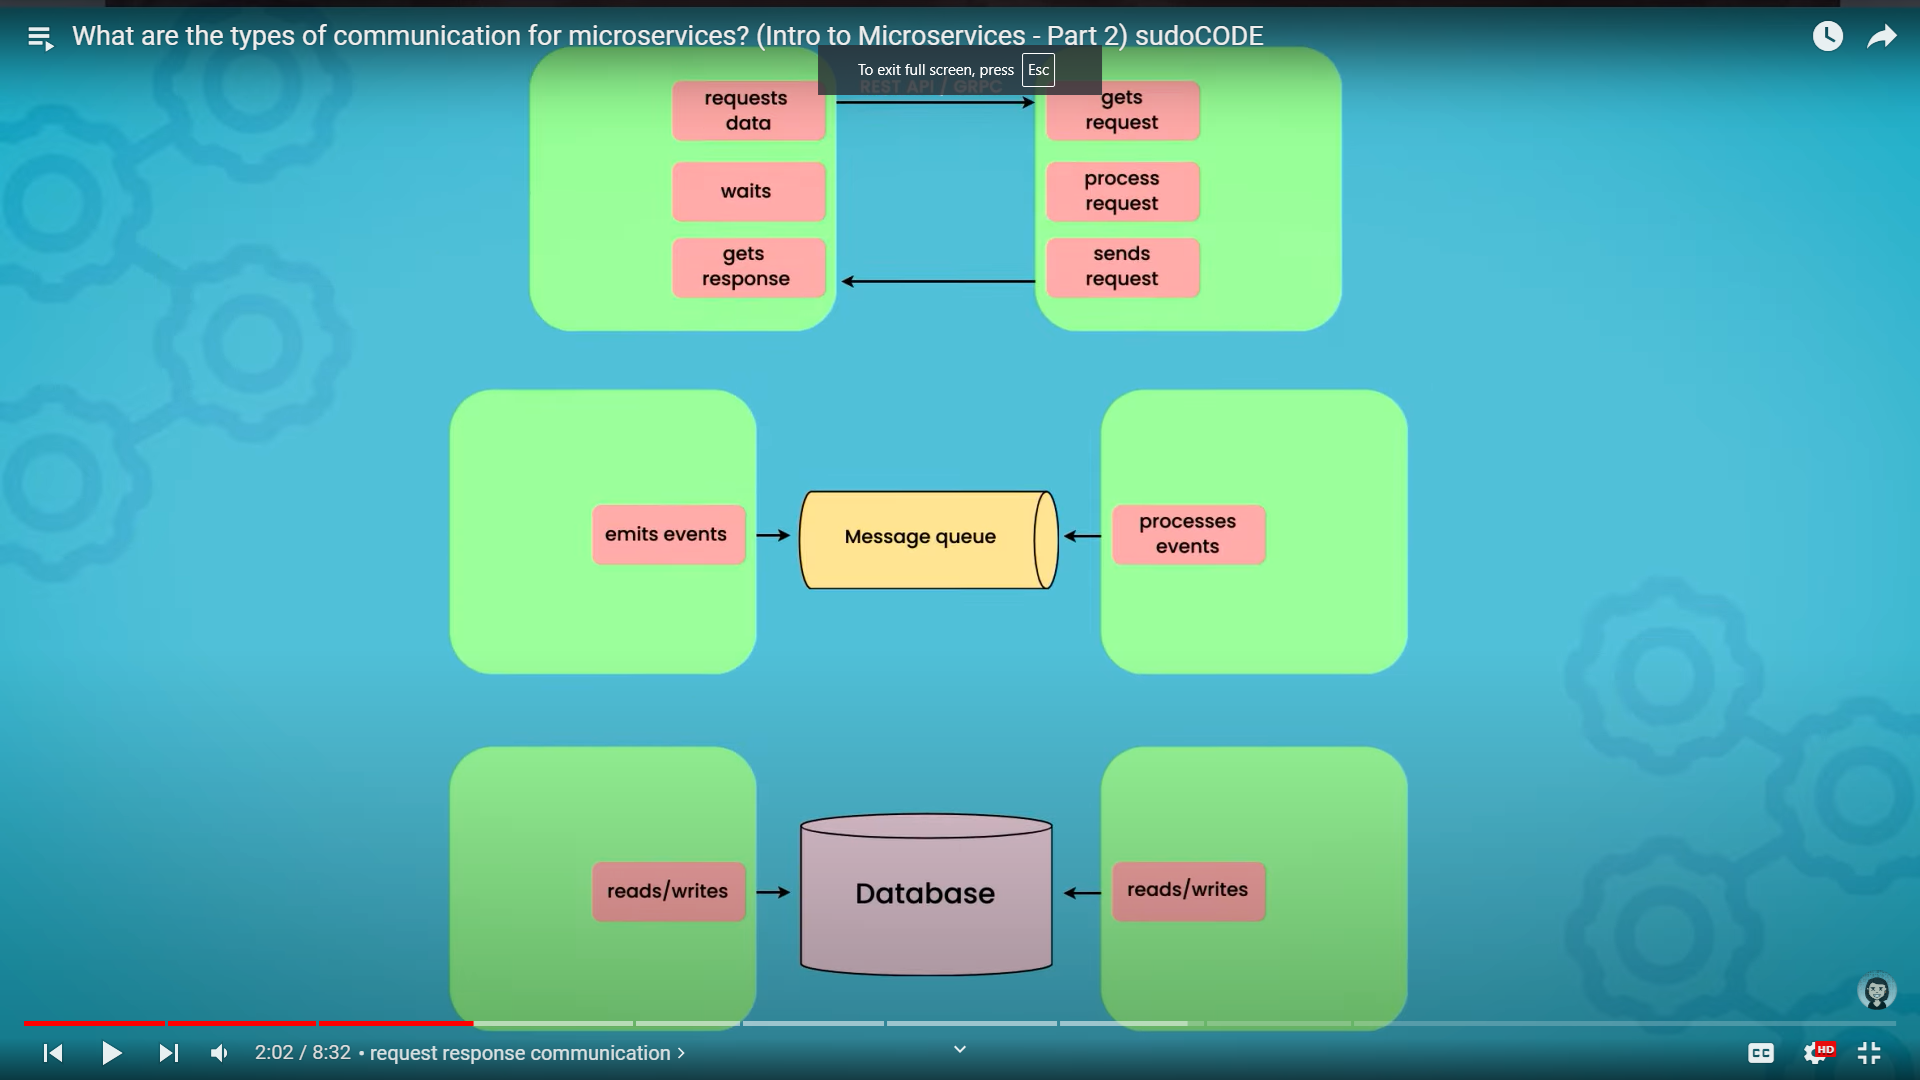 What are the types of communication for microservices? (Intro to Microservices - Part 2) sudoCODE
To exit full screen, press Esc
REST API / GRPC
requests
data
gets
request
waits
process
request
gets
response
sends
request
emits events
Message queue
processes
events
reads/writes
Database
reads/writes
2:02 / 8:32 • request response communication >
CC
HD